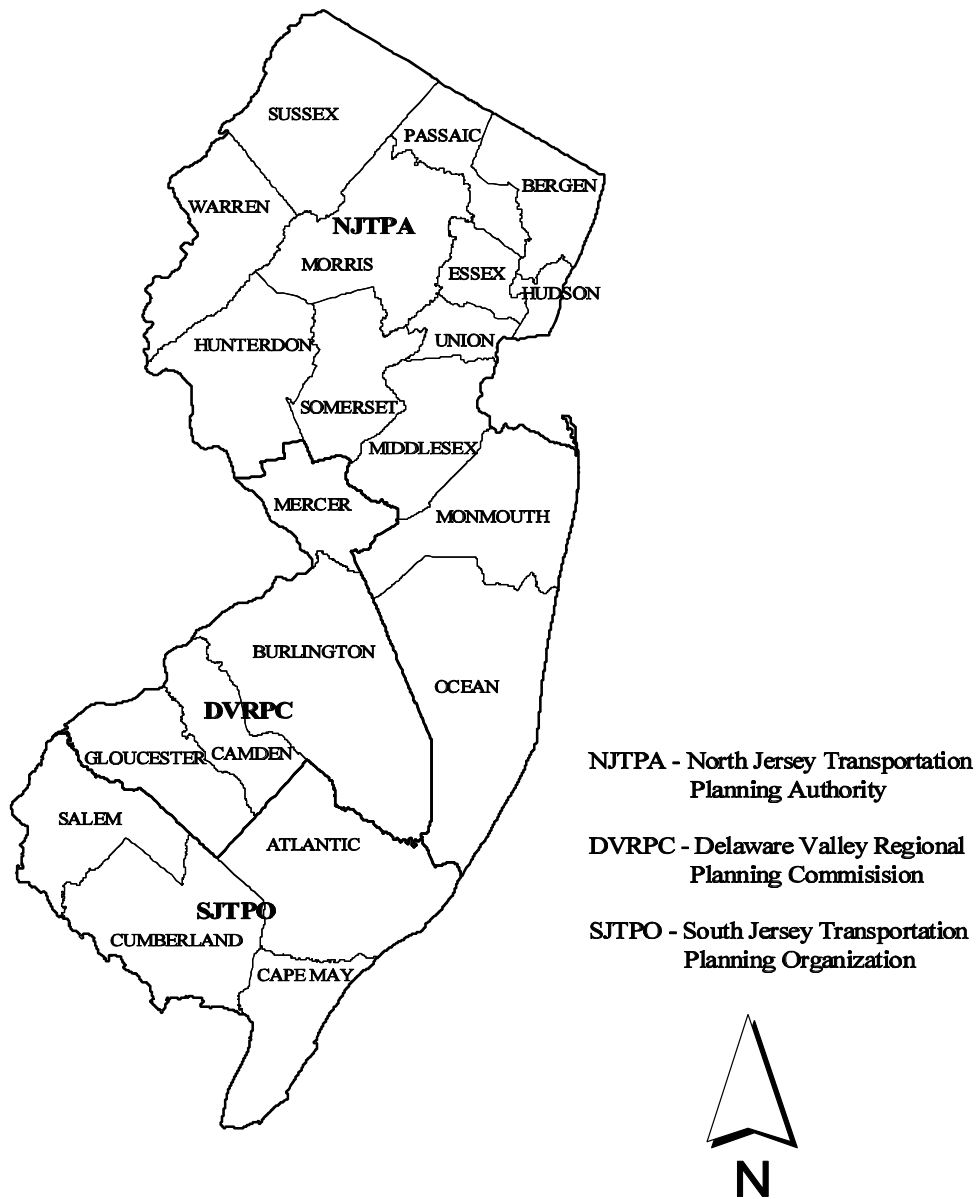 SUSSEX
PASSAIC
BERGEN
WARREN
NJTPA
MORRIS
ESSEX
HUDSON
UNION
HUNTERDON
SOMERSET
MIDDLESEX
MERCER
MONMOUTH
BURLINGTON
OCEAN
DVRPC
GLOUCESTER
CAMDEN
SALEM
ATLANTIC
SJTPO
CUMBERLAND
CAPE MAY
NJTPA - North Jersey Transportation
Planning Authority
DVRPC - Delaware Valley Regional
Planning Commisision
SJTPO - South Jersey Transportation
Planning Organization
N